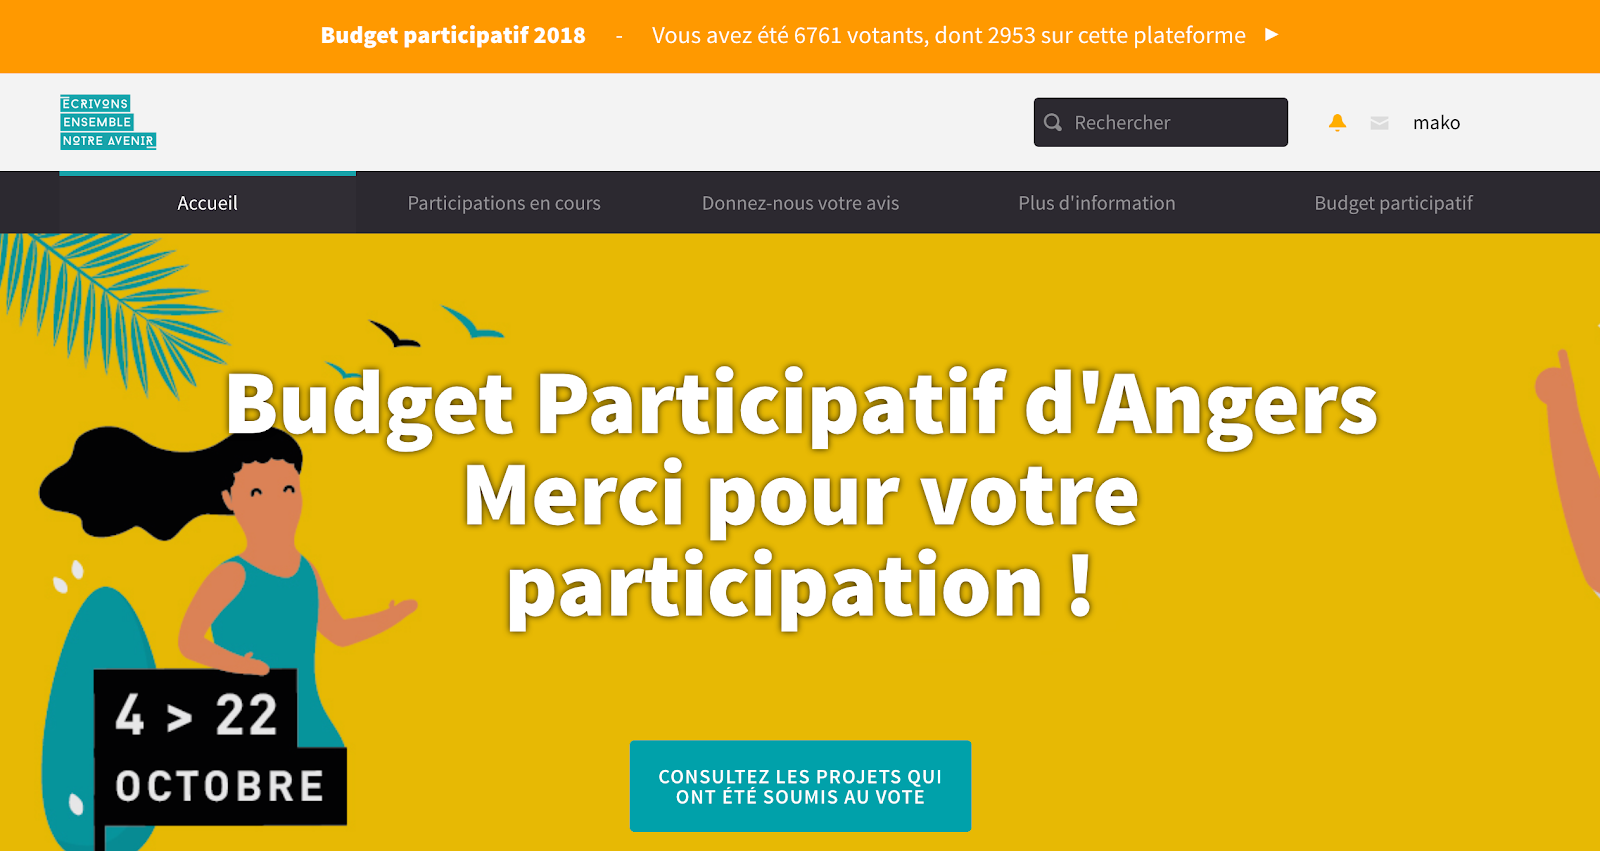 Budget participatif 2018 - Vous avez été 6761 votants, dont 2953 sur cette plateforme
ÉCRIVONS
ENSEMBLE
NOTRE AVENIR
Rechercher
mako
Accueil
Participations en cours
Donnez-nous votre avis
Plus d'information
Budget participatif
Budget Participatif d'Angers
Merci pour votre
participation !
4 > 22
OCTOBRE
CONSULTEZ LES PROJETS QUI
ONT ÉTÉ SOUMIS AU VOTE